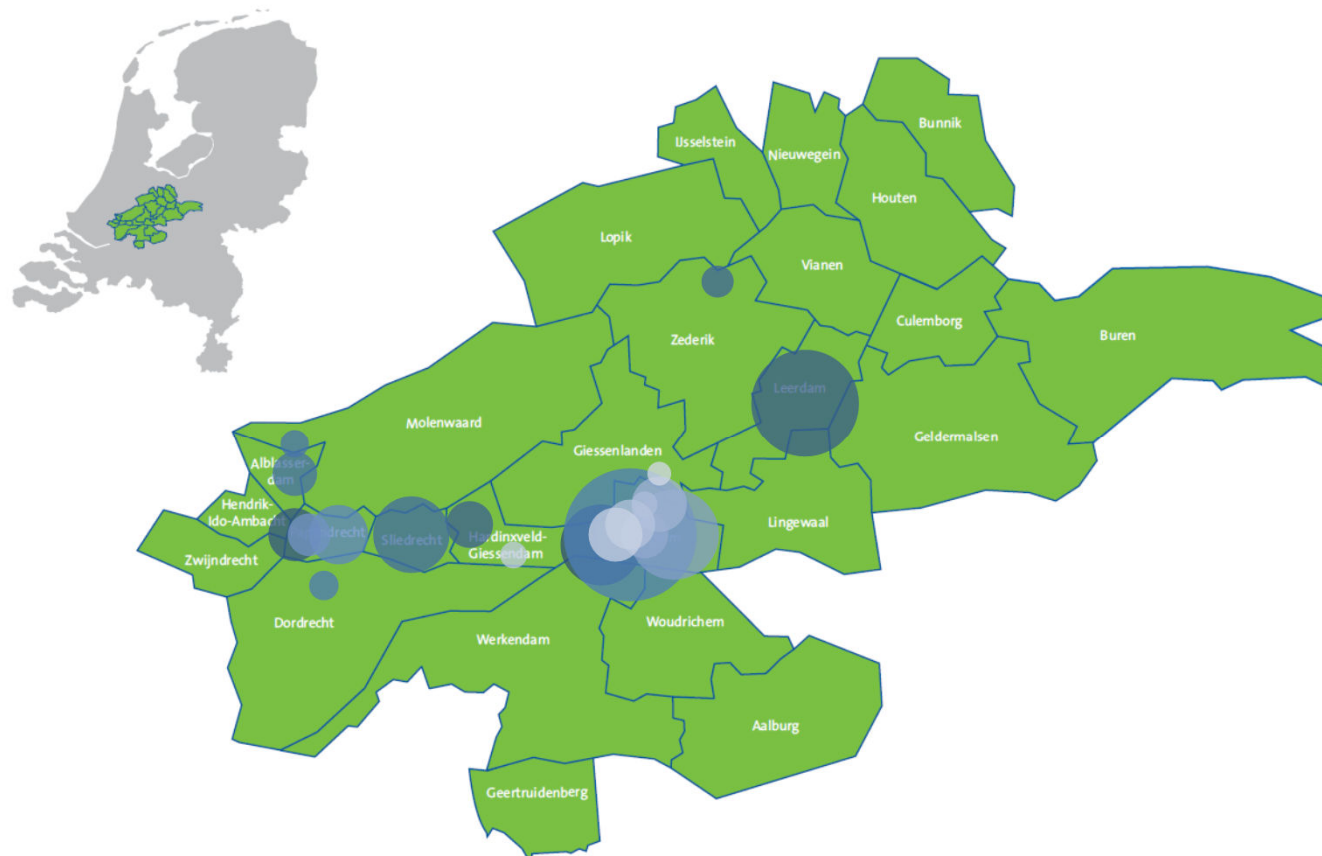 Bunnik
IJsselstein
Nieuwegein
Houten
Lopik
Vianen
Culemborg
Buren
Zederik
Leerdam
Molenwaard
Geldermalsen
Giessenlanden
Alblasser-
dam
Hendrik-
Ido-Ambacht
Sliedrecht
Hardinxveld-
Giessendam
Lingewaal
Zwijndrecht
Dordrecht
Woudrichem
Werkendam
Aalburg
Geertruidenberg